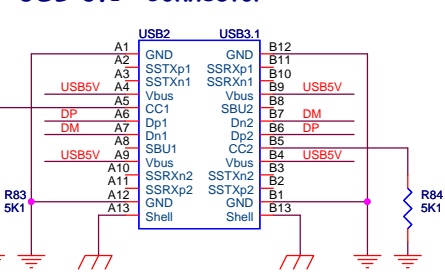 USB2 USB3.1
A1 GND GND B12
A2 SSTXp1 SSRXp1 B11
A3 SSTXn1 SSRXn1 B10
USB5V A4 Vbus Vbus B9 USB5V
A5 CC1 SBU2 B8
DP A6 Dp1 Dn2 B7 DM
DM A7 Dn1 Dp2 B6 DP
A8 SBU1 CC2 B5
USB5V A9 Vbus Vbus B4 USB5V
A10 SSRXn2 SSTXn2 B3
A11 SSRXp2 SSTXp2 B2
A12 GND GND B1
A13 Shell Shell B13
R83
5K1
R84
5K1